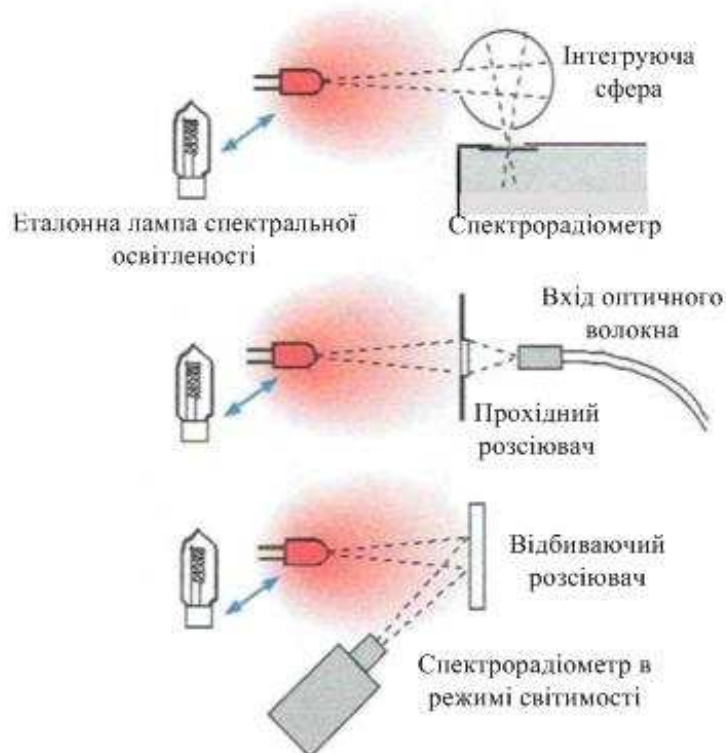 Інтегруюча
сфера
Еталонна лампа спектральної
освітленості
Спектрорадіометр
Вхід оптичного
волокна
Прохідний
розсіювач
Відбиваючий
розсіювач
Спектрорадіометр в
режимі світимості